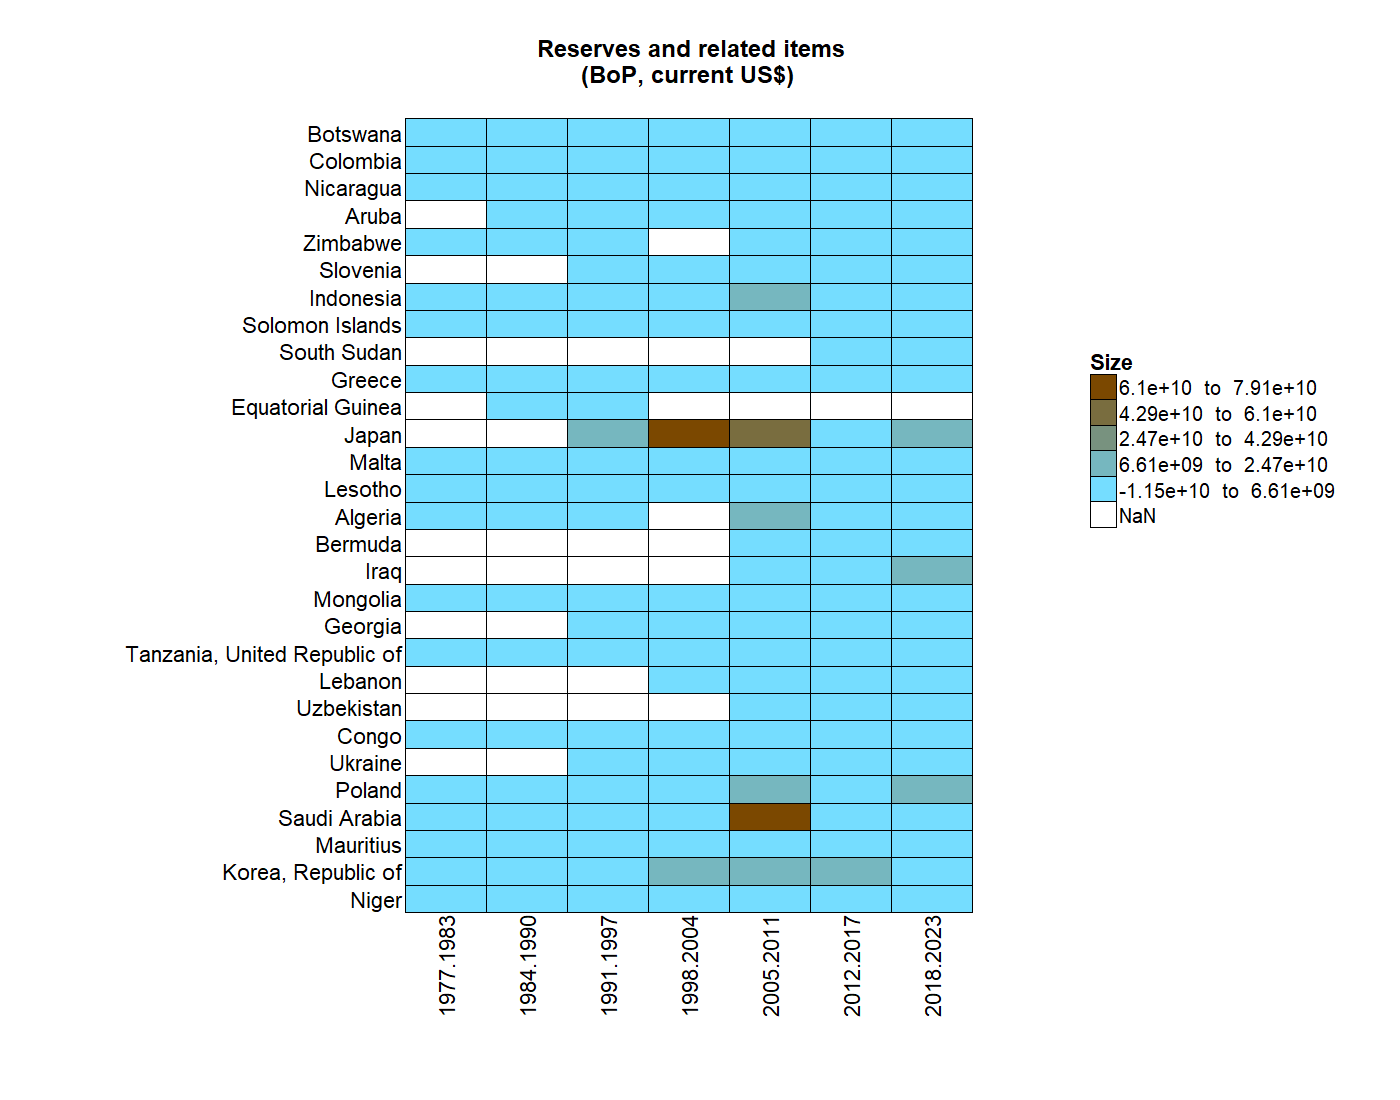 Reserves and related items
(BoP, current US$)
Botswana
Colombia
Nicaragua
Aruba
Zimbabwe
Slovenia
Indonesia
Solomon Islands
South Sudan
Greece
Equatorial Guinea
Japan
Malta
Lesotho
Algeria
Bermuda
Iraq
Mongolia
Georgia
Tanzania, United Republic of
Lebanon
Uzbekistan
Congo
Ukraine
Poland
Saudi Arabia
Mauritius
Korea, Republic of
Niger
1977.1983
1984.1990
1991.1997
1998.2004
2005.2011
2012.2017
2018.2023
Size
6.1e+10 to 7.91e+10
4.29e+10 to 6.1e+10
2.47e+10 to 4.29e+10
6.61e+09 to 2.47e+10
-1.15e+10 to 6.61e+09
NaN